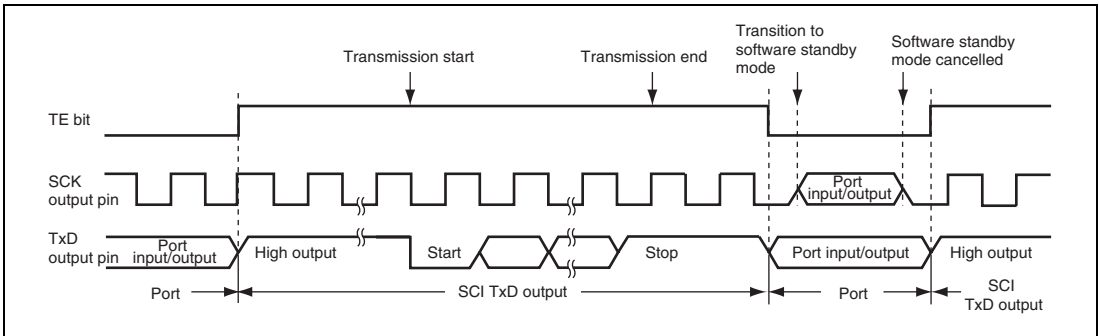 Transition to
software standby
mode
Software standby
mode cancelled
Transmission start
Transmission end
TE bit
SCK
output pin
Port
input/output
TxD
output pin
Port
input/output
High output
Start
Stop
Port input/output
High output
Port
SCI TxD output
Port
SCI
TxD output